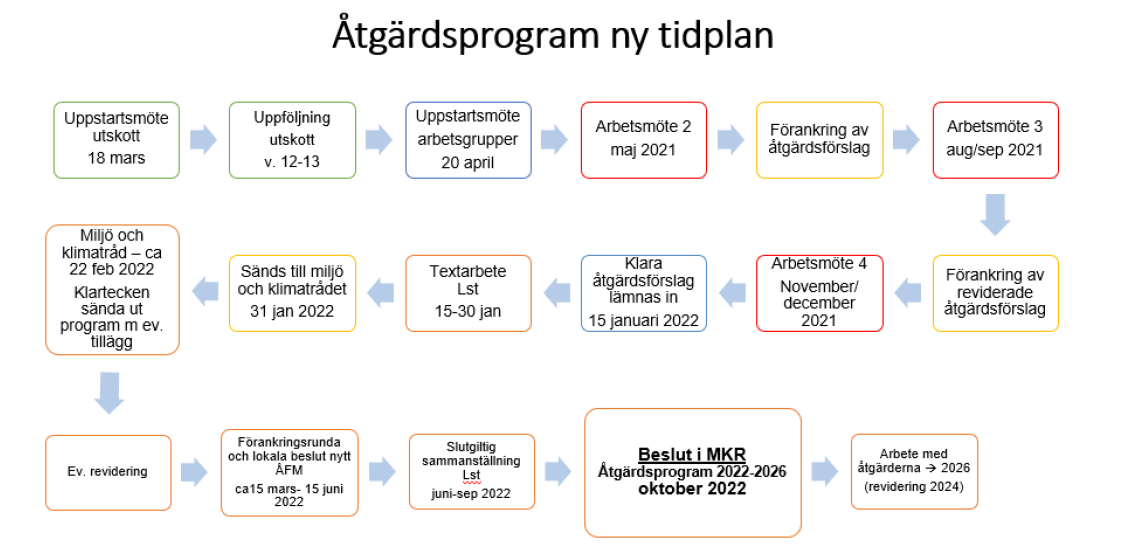 Åtgärdsprogram ny tidplan
Uppstartsmöte
utskott
18 mars
Uppföljning
utskott
v. 12-13
Uppstartsmöte
arbetsgrupper
20 april
Arbetsmöte 2
maj 2021
Förankring av
åtgärdsförslag
Arbetsmöte 3
aug/sep 2021
Förankring av
reviderade
åtgärdsförslag
Arbetsmöte 4
November/
december
2021
Klara
åtgärdsförslag
lämnas in
15 januari 2022
Textarbete
Lst
15-30 jan
Sänds till miljö
och klimatrådet
31 jan 2022
Miljö och
klimatråd – ca
22 feb 2022
Klartecken
sända ut
program m ev.
tillägg
Ev. revidering
Förankringsrunda
och lokala beslut nytt
ÅFM
ca15 mars- 15 juni
2022
Slutgiltig
sammanställning
Lst
juni-sep 2022
Beslut i MKR
Åtgärdsprogram 2022-2026
oktober 2022
Arbete med
åtgärderna → 2026
(revidering 2024)